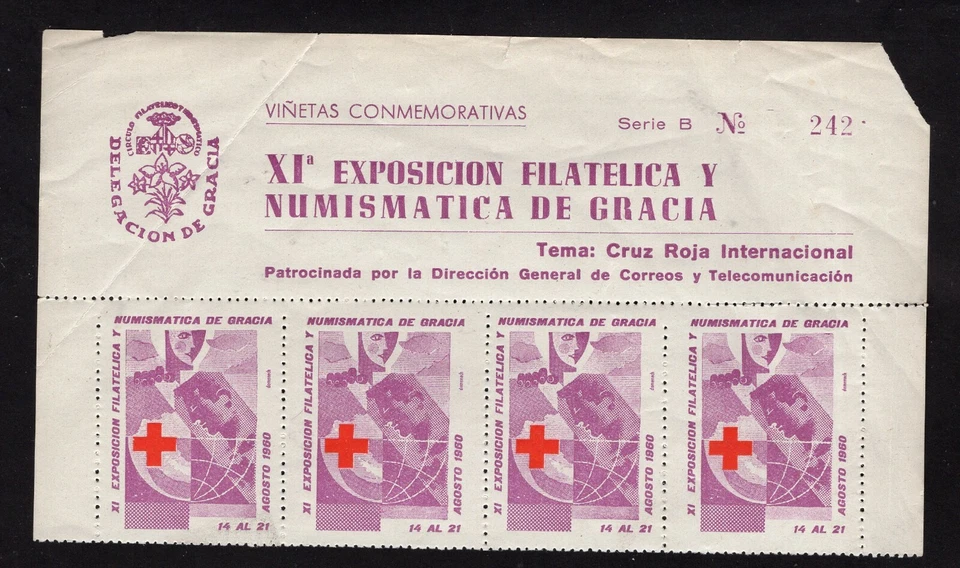 CIRCULO FILATELICO Y NUMISMATICO
DELEGACION DE GRACIA
VIÑETAS CONMEMORATIVAS
Serie B № 242
XIª EXPOSICION FILATELICA Y
NUMISMATICA DE GRACIA
Tema: Cruz Roja Internacional
Patrocinada por la Dirección General de Correos y Telecomunicación
XI EXPOSICION FILATELICA Y
NUMISMATICA DE GRACIA
AGOSTO 1960
14 AL 21
XI EXPOSICION FILATELICA Y
NUMISMATICA DE GRACIA
AGOSTO 1960
14 AL 21
XI EXPOSICION FILATELICA Y
NUMISMATICA DE GRACIA
AGOSTO 1960
14 AL 21
XI EXPOSICION FILATELICA Y
NUMISMATICA DE GRACIA
AGOSTO 1960
14 AL 21